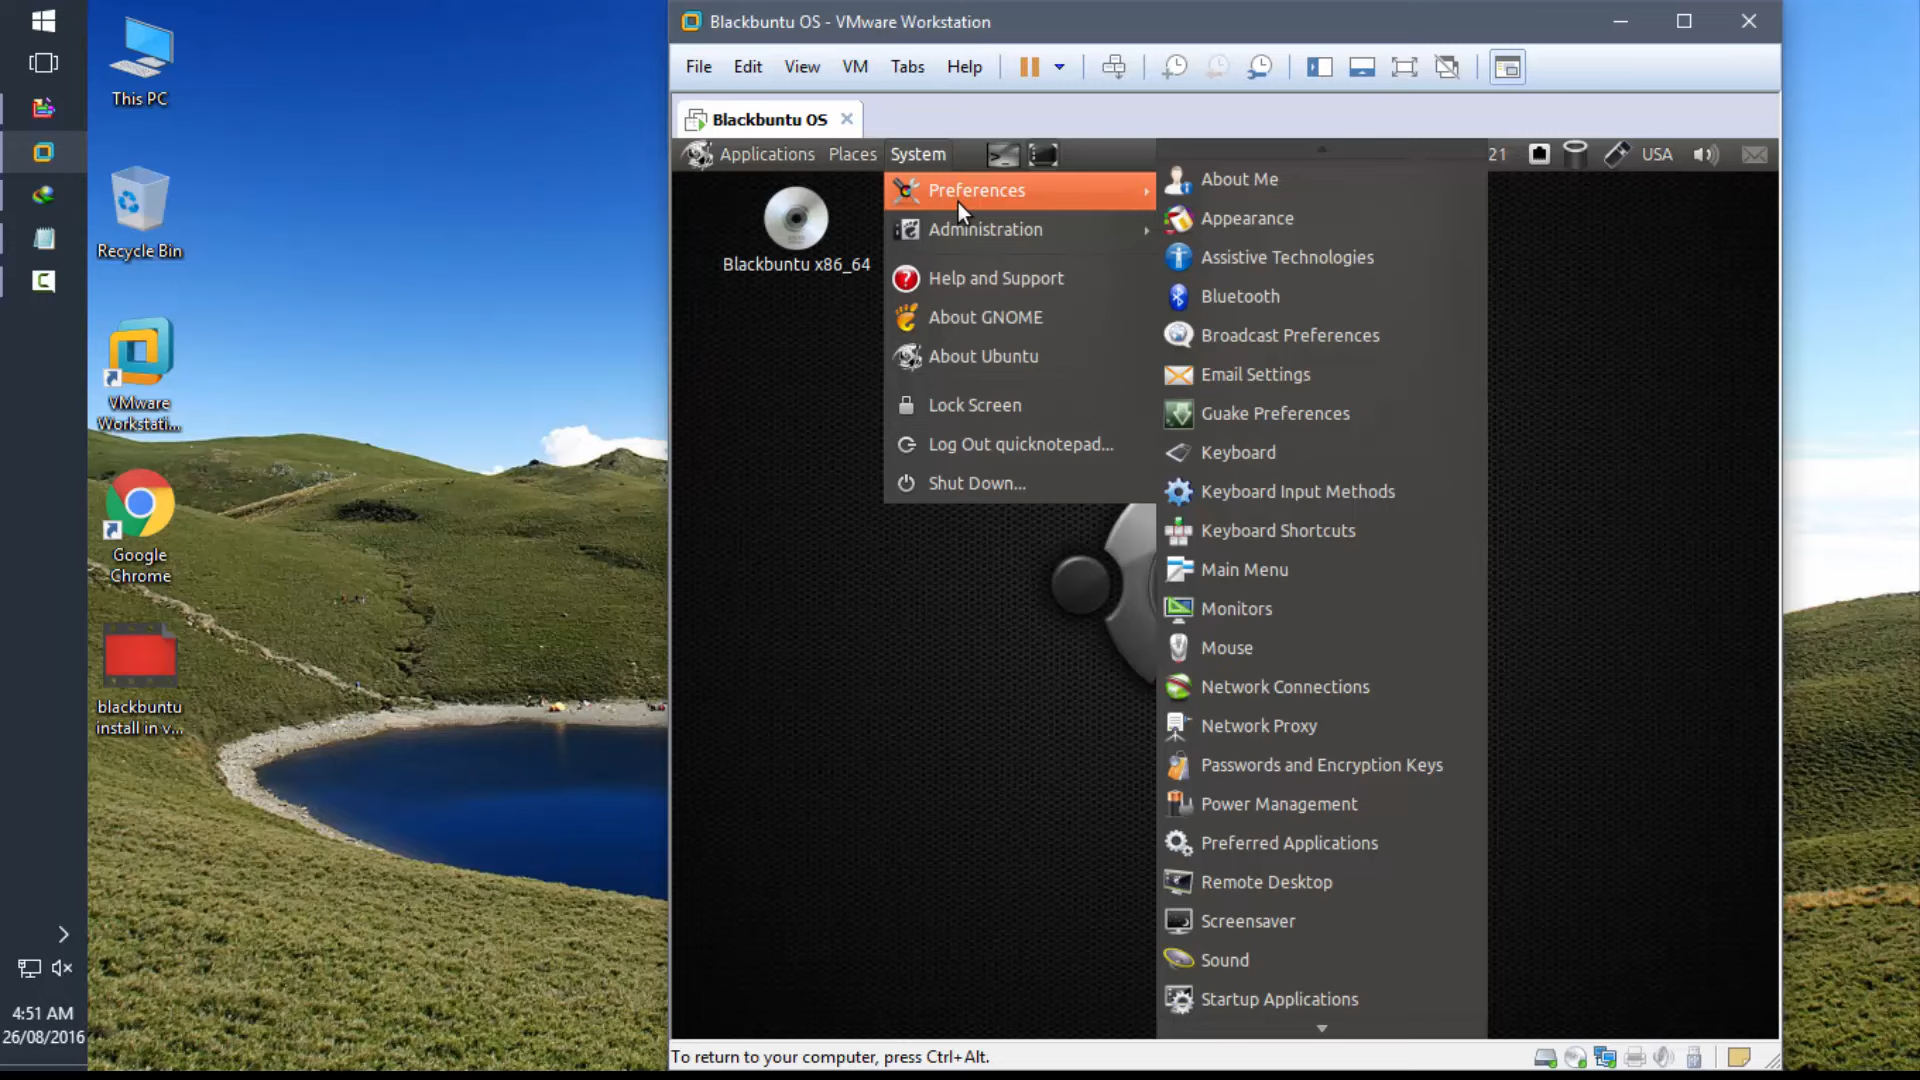 This PC
Recycle Bin
VMware
Workstati...
Google
Chrome
blackbuntu
install in v...
4:51 AM
26/08/2016
Blackbuntu OS - VMware Workstation
File Edit View VM Tabs Help
Blackbuntu OS
Applications Places System
21
USA
Blackbuntu x86_64
Preferences
Administration
Help and Support
About GNOME
About Ubuntu
Lock Screen
Log Out quicknotepad...
Shut Down...
About Me
Appearance
Assistive Technologies
Bluetooth
Broadcast Preferences
Email Settings
Guake Preferences
Keyboard
Keyboard Input Methods
Keyboard Shortcuts
Main Menu
Monitors
Mouse
Network Connections
Network Proxy
Passwords and Encryption Keys
Power Management
Preferred Applications
Remote Desktop
Screensaver
Sound
Startup Applications
To return to your computer, press Ctrl+Alt.